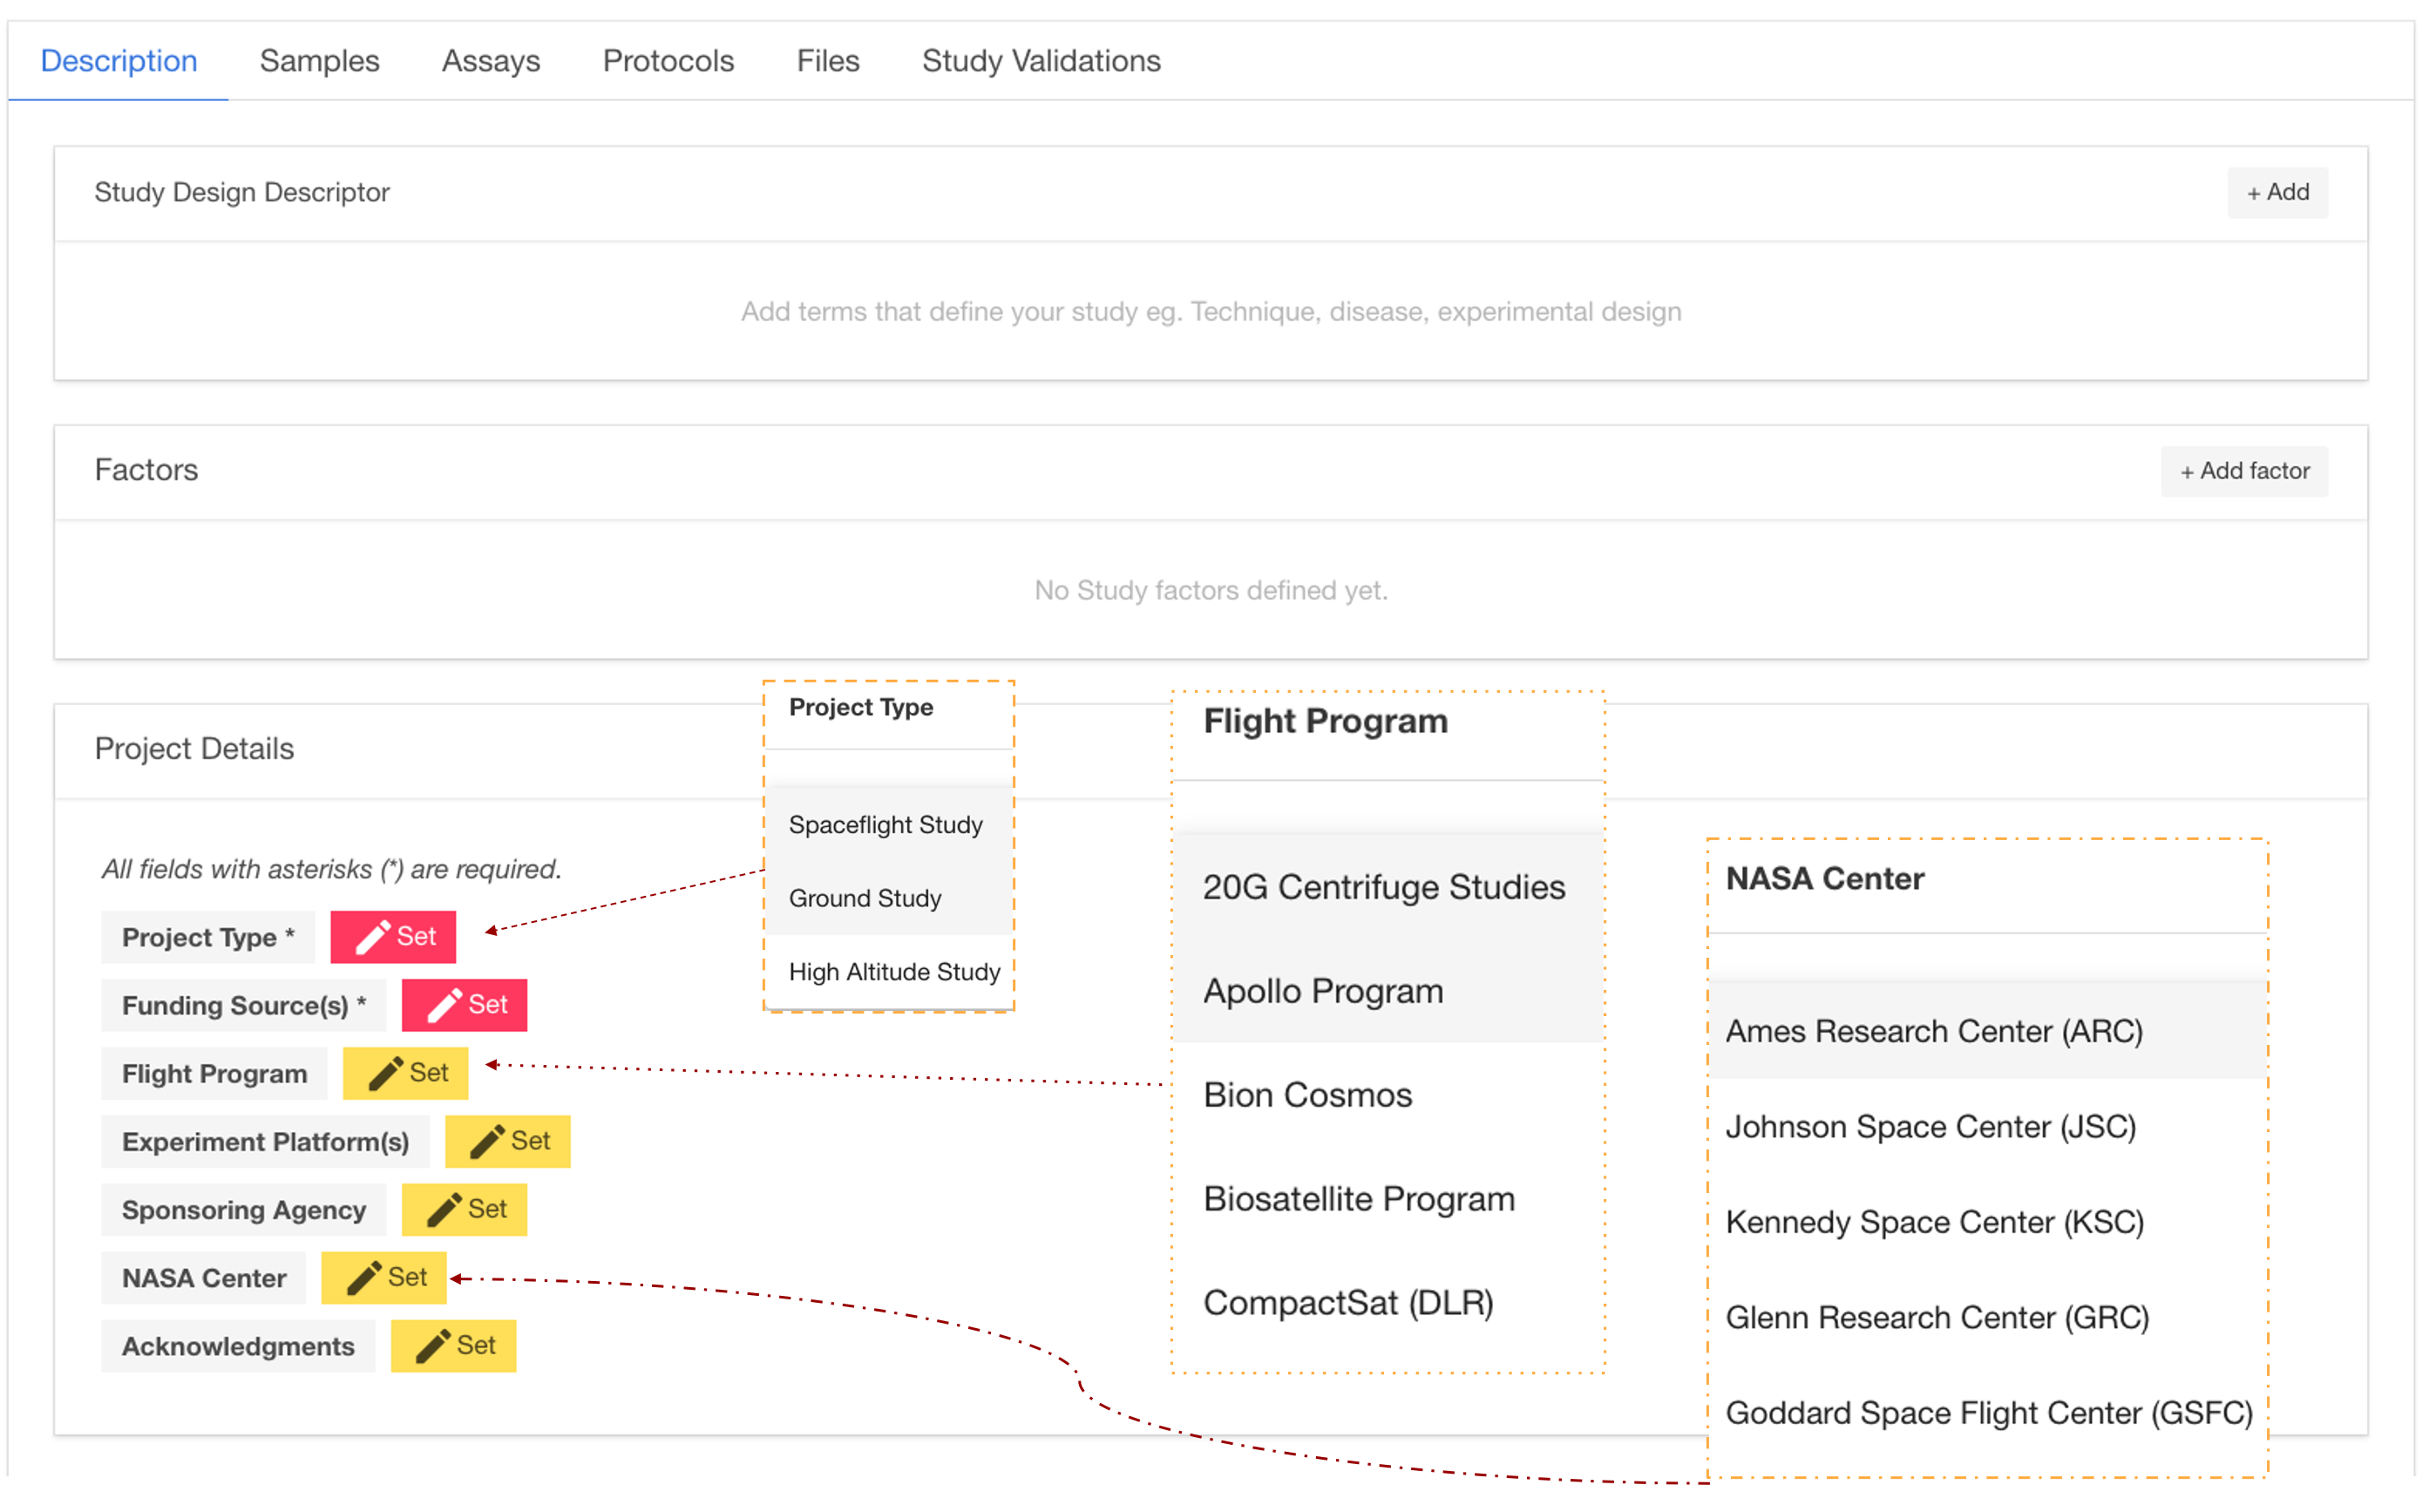 Description Samples Assays Protocols Files Study Validations
Study Design Descriptor
+ Add
Add terms that define your study eg. Technique, disease, experimental design
Factors
+ Add factor
No Study factors defined yet.
Project Details
All fields with asterisks (*) are required.
Project Type * Set
Funding Source(s) * Set
Flight Program Set
Experiment Platform(s) Set
Sponsoring Agency Set
NASA Center Set
Acknowledgments Set
Project Type
Spaceflight Study
Ground Study
High Altitude Study
Flight Program
20G Centrifuge Studies
Apollo Program
Bion Cosmos
Biosatellite Program
CompactSat (DLR)
NASA Center
Ames Research Center (ARC)
Johnson Space Center (JSC)
Kennedy Space Center (KSC)
Glenn Research Center (GRC)
Goddard Space Flight Center (GSFC)